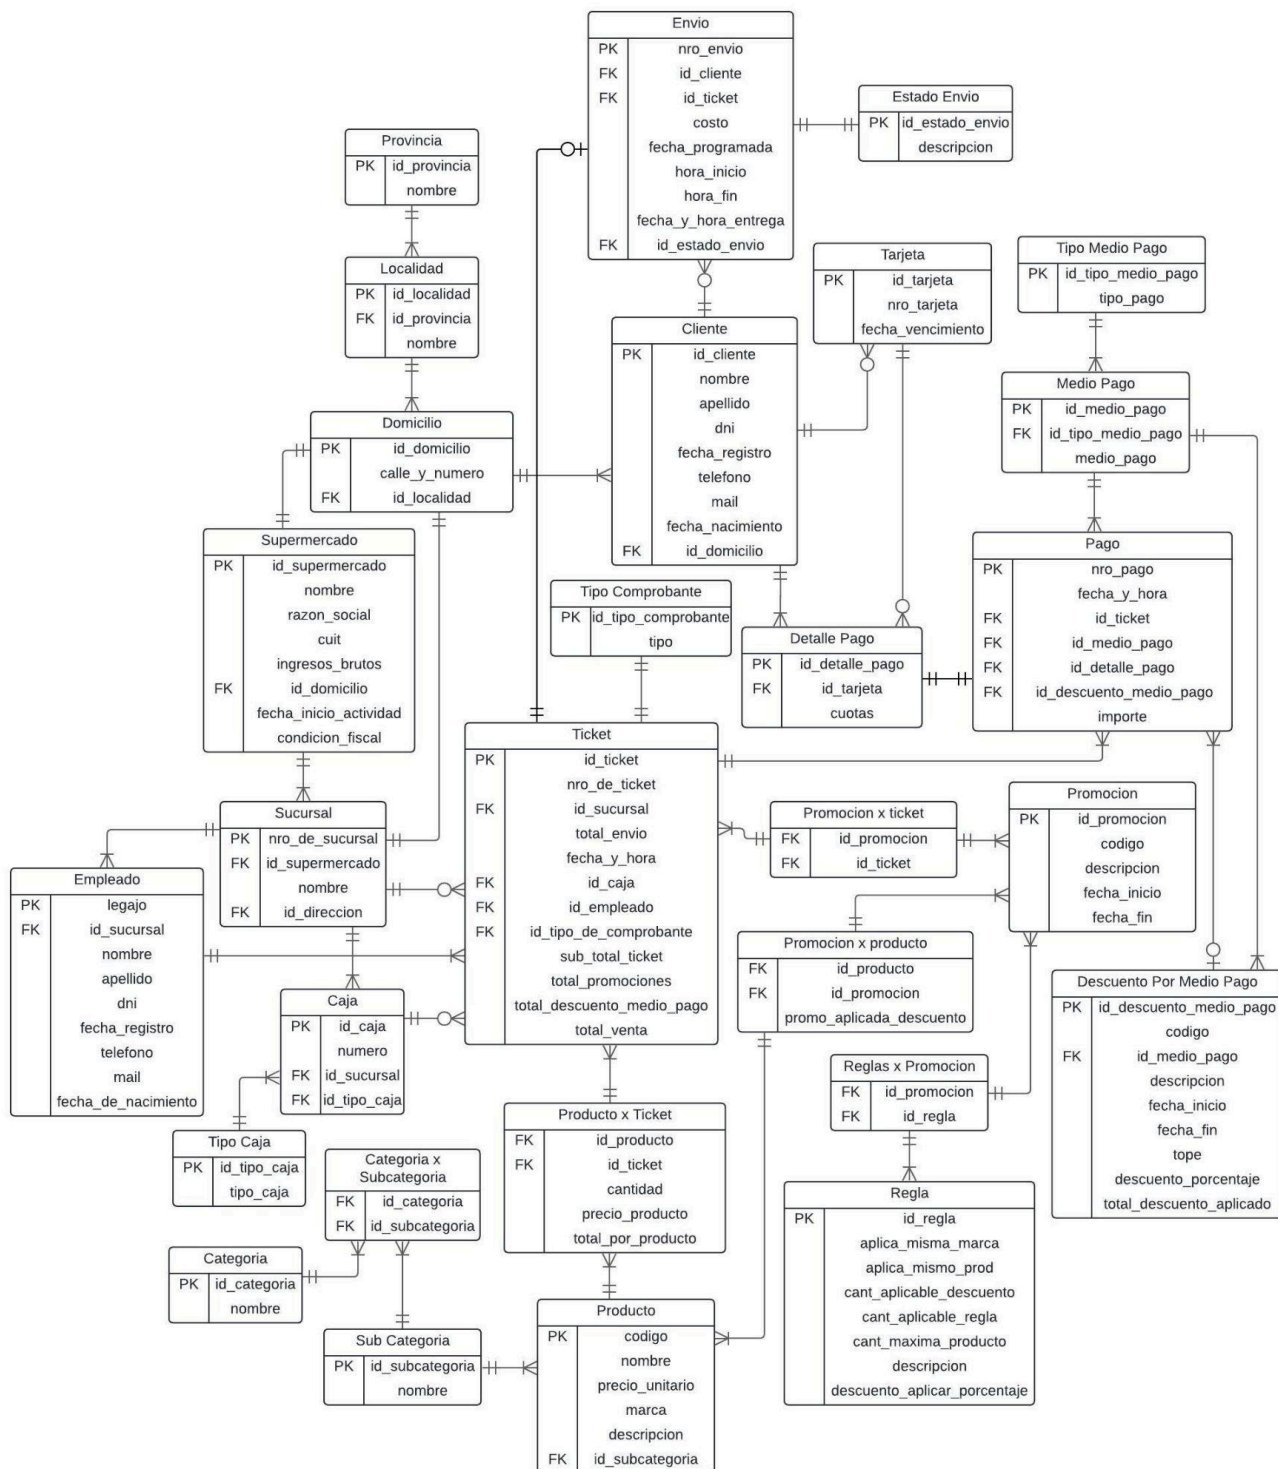 Envio
PK nro_envio
FK id_cliente
FK id_ticket
costo
fecha_programada
hora_inicio
hora_fin
fecha_y_hora_entrega
FK id_estado_envio
Estado Envio
PK id_estado_envio
descripcion
Provincia
PK id_provincia
nombre
Localidad
PK id_localidad
FK id_provincia
nombre
Tarjeta
PK id_tarjeta
nro_tarjeta
fecha_vencimiento
Tipo Medio Pago
PK id_tipo_medio_pago
tipo_pago
Cliente
PK id_cliente
nombre
apellido
dni
fecha_registro
telefono
mail
fecha_nacimiento
FK id_domicilio
Medio Pago
PK id_medio_pago
FK id_tipo_medio_pago
medio_pago
Domicilio
PK id_domicilio
calle_y_numero
FK id_localidad
Supermercado
PK id_supermercado
nombre
razon_social
cuit
ingresos_brutos
FK id_domicilio
fecha_inicio_actividad
condicion_fiscal
Tipo Comprobante
PK id_tipo_comprobante
tipo
Detalle Pago
PK id_detalle_pago
FK id_tarjeta
cuotas
Pago
PK nro_pago
fecha_y_hora
FK id_ticket
FK id_medio_pago
FK id_detalle_pago
FK id_descuento_medio_pago
importe
Ticket
PK id_ticket
nro_de_ticket
FK id_sucursal
total_envio
fecha_y_hora
FK id_caja
FK id_empleado
FK id_tipo_de_comprobante
sub_total_ticket
total_promociones
total_descuento_medio_pago
total_venta
Sucursal
PK nro_de_sucursal
FK id_supermercado
nombre
FK id_direccion
Promocion x ticket
FK id_promocion
FK id_ticket
Promocion
PK id_promocion
codigo
descripcion
fecha_inicio
fecha_fin
Empleado
PK legajo
FK id_sucursal
nombre
apellido
dni
fecha_registro
telefono
mail
fecha_de_nacimiento
Promocion x producto
FK id_producto
FK id_promocion
promo_aplicada_descuento
Caja
PK id_caja
numero
FK id_sucursal
FK id_tipo_caja
Descuento Por Medio Pago
PK id_descuento_medio_pago
codigo
FK id_medio_pago
descripcion
fecha_inicio
fecha_fin
tope
descuento_porcentaje
total_descuento_aplicado
Reglas x Promocion
FK id_promocion
FK id_regla
Tipo Caja
PK id_tipo_caja
tipo_caja
Categoria x
Subcategoria
FK id_categoria
FK id_subcategoria
Producto x Ticket
FK id_producto
FK id_ticket
cantidad
precio_producto
total_por_producto
Regla
PK id_regla
aplica_misma_marca
aplica_mismo_prod
cant_aplicable_descuento
cant_aplicable_regla
cant_maxima_producto
descripcion
descuento_aplicar_porcentaje
Categoria
PK id_categoria
nombre
Sub Categoria
PK id_subcategoria
nombre
Producto
PK codigo
nombre
precio_unitario
marca
descripcion
FK id_subcategoria